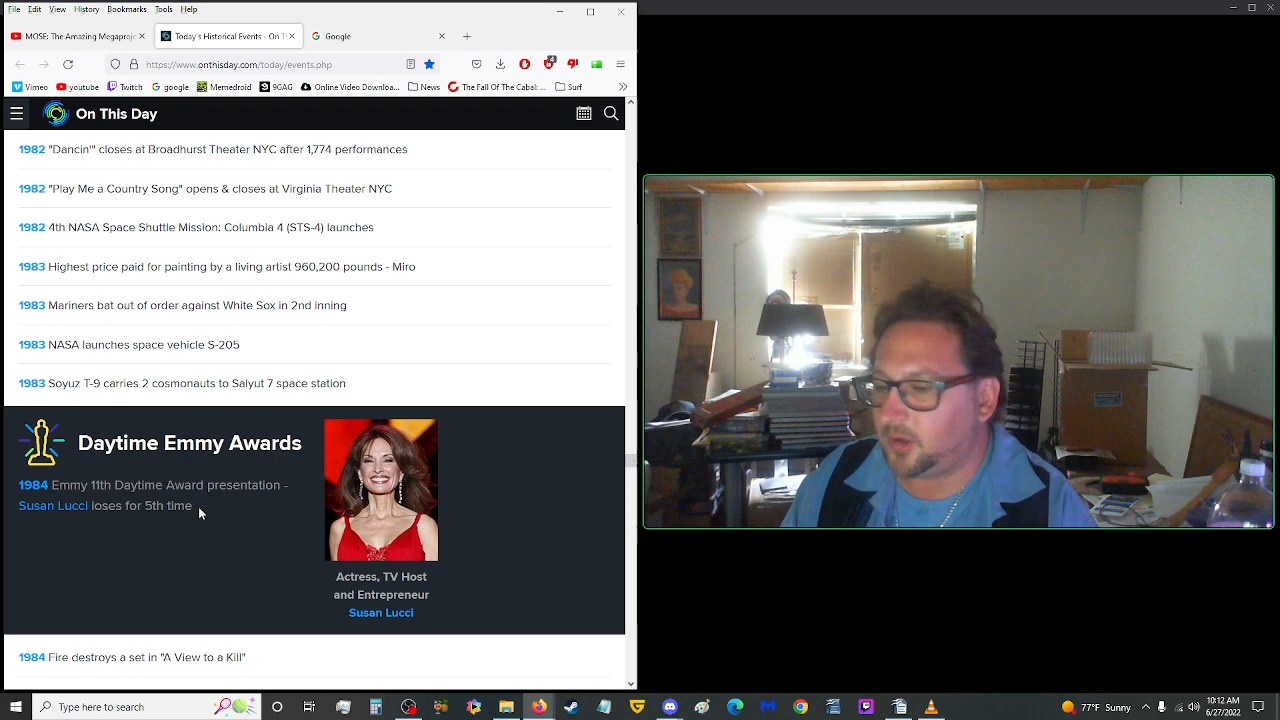 File Edit View History Bookmarks Tools Help
MOSE: The Amazing Megaproje
Today's Historical Events - On T
Google
https://www.onthisday.com/today/events.php
4
Vimeo youtube Twitch google Memedroid 9GAG Online Video Downloa... News The Fall Of The Cabal: ... Surf
On This Day
1982 "Dancin'" closes at Broadhurst Theater NYC after 1,774 performances
1982 "Play Me a Country Song" opens & closes at Virginia Theater NYC
1982 4th NASA Space Shuttle Mission: Columbia 4 (STS-4) launches
1983 Highest price paid for painting by a living artist 960,200 pounds - Miro
1983 Mariners bat out of order against White Sox in 2nd inning
1983 NASA launches space vehicle S-205
1983 Soyuz T-9 carries 2 cosmonauts to Salyut 7 space station
Daytime Emmy Awards
1984 Emmy 11th Daytime Award presentation -
Susan Lucci loses for 5th time
Actress, TV Host
and Entrepreneur
Susan Lucci
1984 Fire destroys a set in "A View to a Kill"
Type here to search
77°F Sunny
10:12 AM
6/27/2022